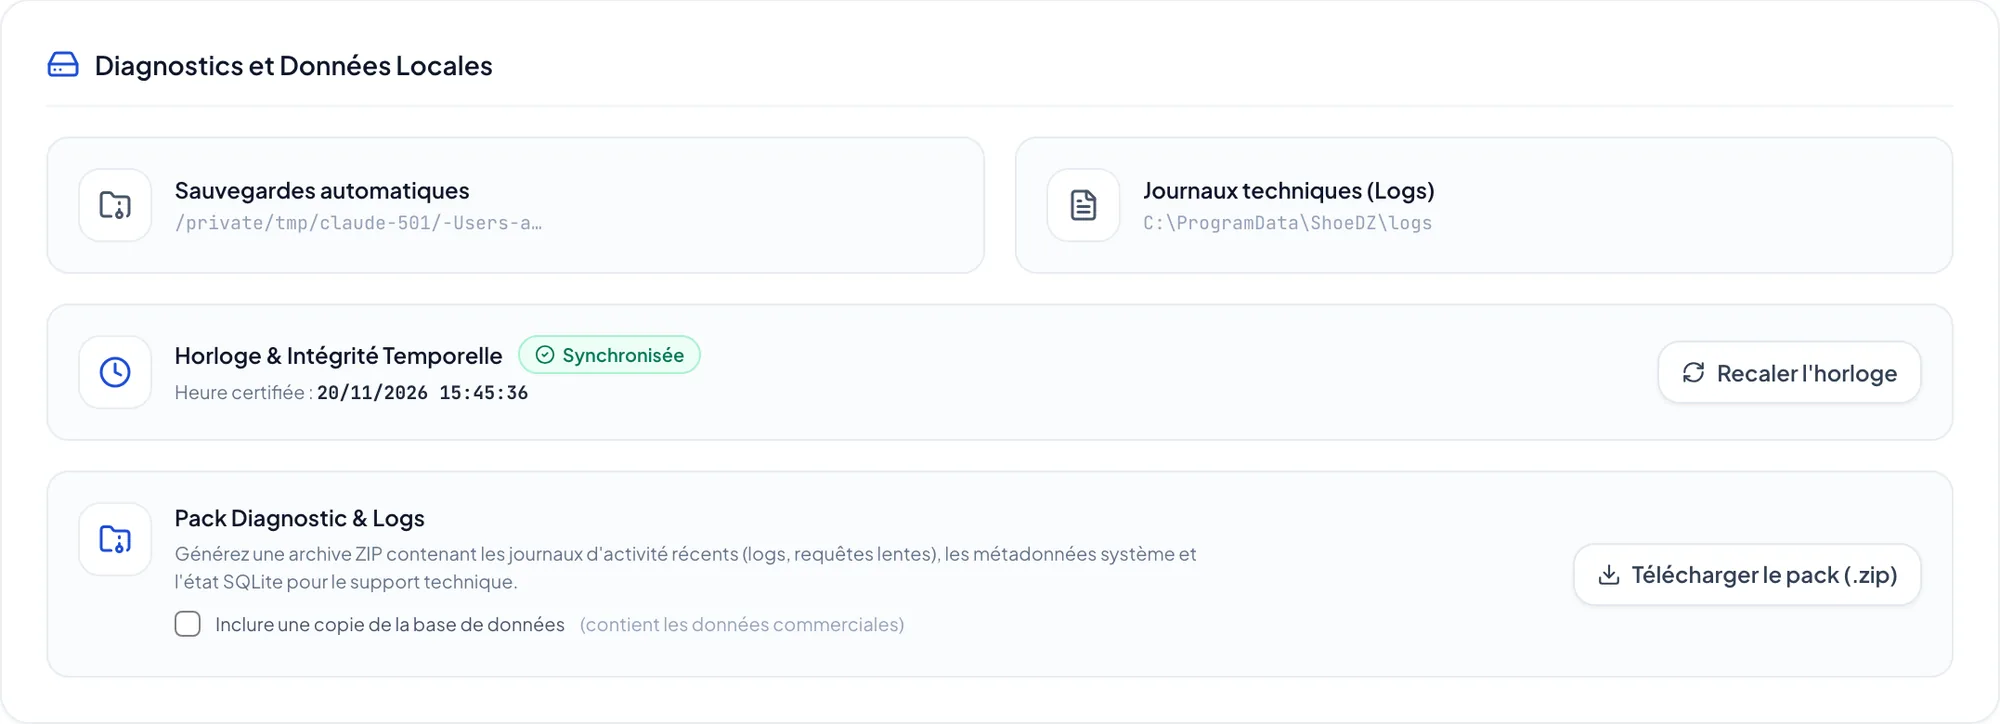 Diagnostics et Données Locales
Sauvegardes automatiques
/private/tmp/claude-501/-Users-a…
Journaux techniques (Logs)
C:\ProgramData\ShoeDZ\logs
Horloge & Intégrité Temporelle
Synchronisée
Heure certifiée : 20/11/2026 15:45:36
Recaler l'horloge
Pack Diagnostic & Logs
Générez une archive ZIP contenant les journaux d'activité récents (logs, requêtes lentes), les métadonnées système et
l'état SQLite pour le support technique.
Inclure une copie de la base de données (contient les données commerciales)
Télécharger le pack (.zip)